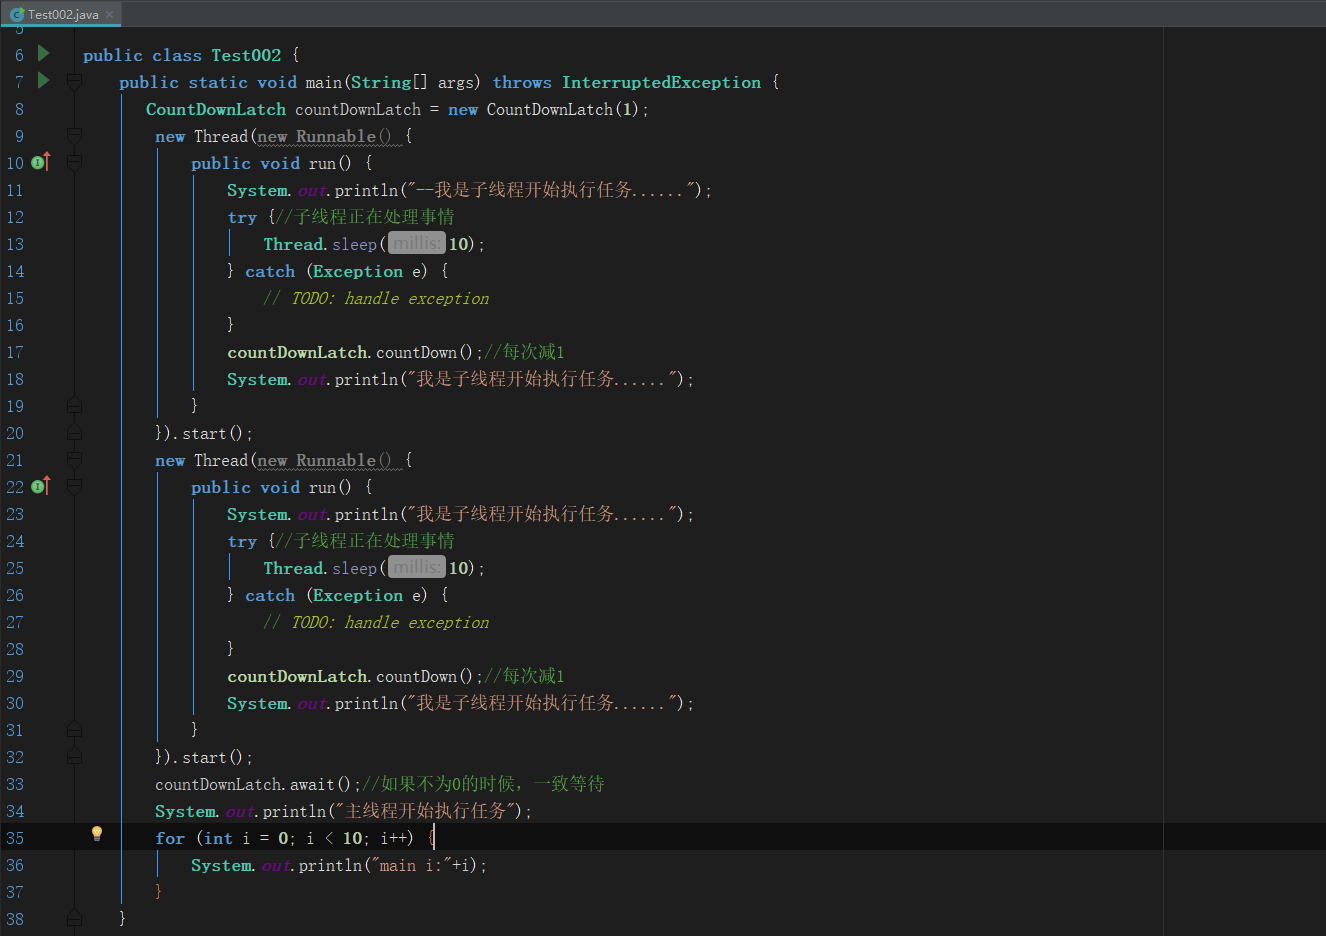 Test002.java
5
6 public class Test002 {
7 public static void main(String[] args) throws InterruptedException {
8 CountDownLatch countDownLatch = new CountDownLatch(1);
9 new Thread(new Runnable() {
10 public void run() {
11 System.out.println("--我是子线程开始执行任务......");
12 try {//子线程正在处理事情
13 Thread.sleep( millis: 10);
14 } catch (Exception e) {
15 // TODO: handle exception
16 }
17 countDownLatch.countDown();//每次减1
18 System.out.println("我是子线程开始执行任务......");
19 }
20 }).start();
21 new Thread(new Runnable() {
22 public void run() {
23 System.out.println("我是子线程开始执行任务......");
24 try {//子线程正在处理事情
25 Thread.sleep( millis: 10);
26 } catch (Exception e) {
27 // TODO: handle exception
28 }
29 countDownLatch.countDown();//每次减1
30 System.out.println("我是子线程开始执行任务......");
31 }
32 }).start();
33 countDownLatch.await();//如果不为0的时候，一致等待
34 System.out.println("主线程开始执行任务");
35 for (int i = 0; i < 10; i++) {
36 System.out.println("main i:"+i);
37 }
38 }